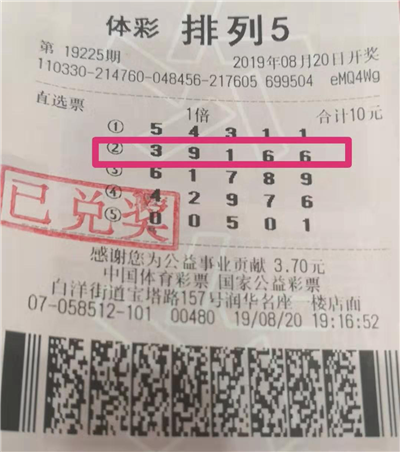 体彩 排列5
第 19225期 2019年08月20日开奖
110330-214760-048456-217605 699504 eMQ4Wg
直选票 1倍 合计10元
① 5 4 3 1 1
② 3 9 1 6 6
③ 6 1 7 8 9
④ 4 2 9 7 6
⑤ 0 0 5 0 1
已兑奖
感谢您为公益事业贡献 3.70元
中国体育彩票 国家公益彩票
白洋街道宝塔路157号润华名座一楼店面
07-058512-101 00480 19/08/20 19:16:52